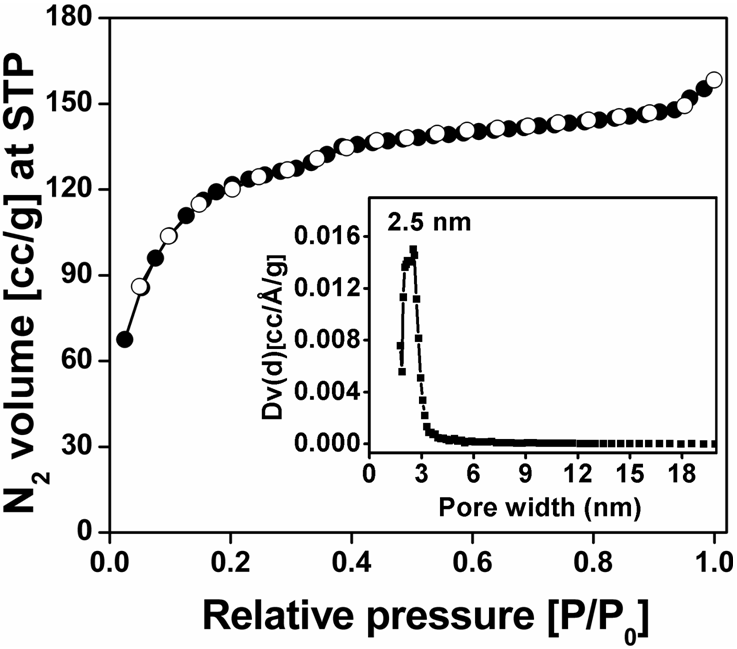 180
150
120
90
60
30
0
N2 volume [cc/g] at STP
2.5 nm
0.016
0.012
0.008
0.004
0.000
Dv(d)[cc/Å/g]
0 3 6 9 12 15 18
Pore width (nm)
0.0 0.2 0.4 0.6 0.8 1.0
Relative pressure [P/P0]